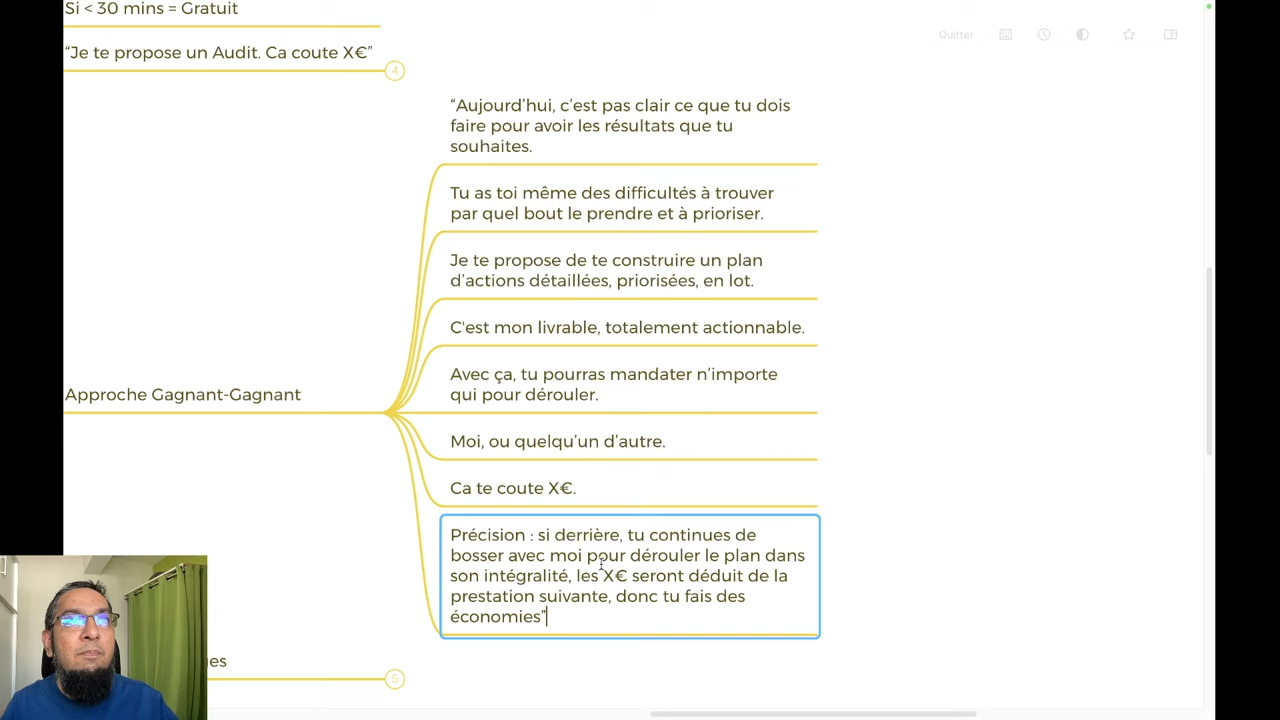 Si < 30 mins = Gratuit
Quitter
“Je te propose un Audit. Ca coute X€”
4
“Aujourd’hui, c’est pas clair ce que tu dois
faire pour avoir les résultats que tu
souhaites.
Tu as toi même des difficultés à trouver
par quel bout le prendre et à prioriser.
Je te propose de te construire un plan
d’actions détaillées, priorisées, en lot.
C'est mon livrable, totalement actionnable.
Avec ça, tu pourras mandater n’importe
qui pour dérouler.
Approche Gagnant-Gagnant
Moi, ou quelqu’un d’autre.
Ca te coute X€.
Précision : si derrière, tu continues de
bosser avec moi pour dérouler le plan dans
son intégralité, les X€ seront déduit de la
prestation suivante, donc tu fais des
économies”
5